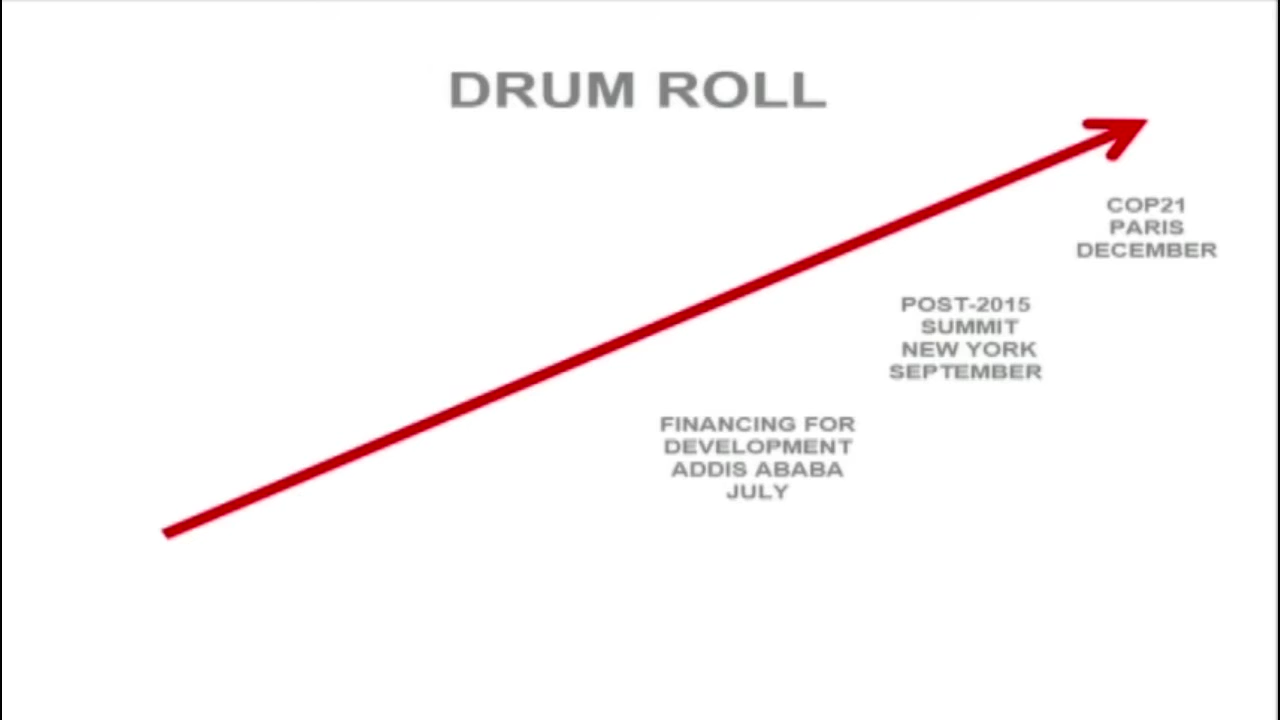 DRUM ROLL
COP21
PARIS
DECEMBER
POST-2015
SUMMIT
NEW YORK
SEPTEMBER
FINANCING FOR
DEVELOPMENT
ADDIS ABABA
JULY